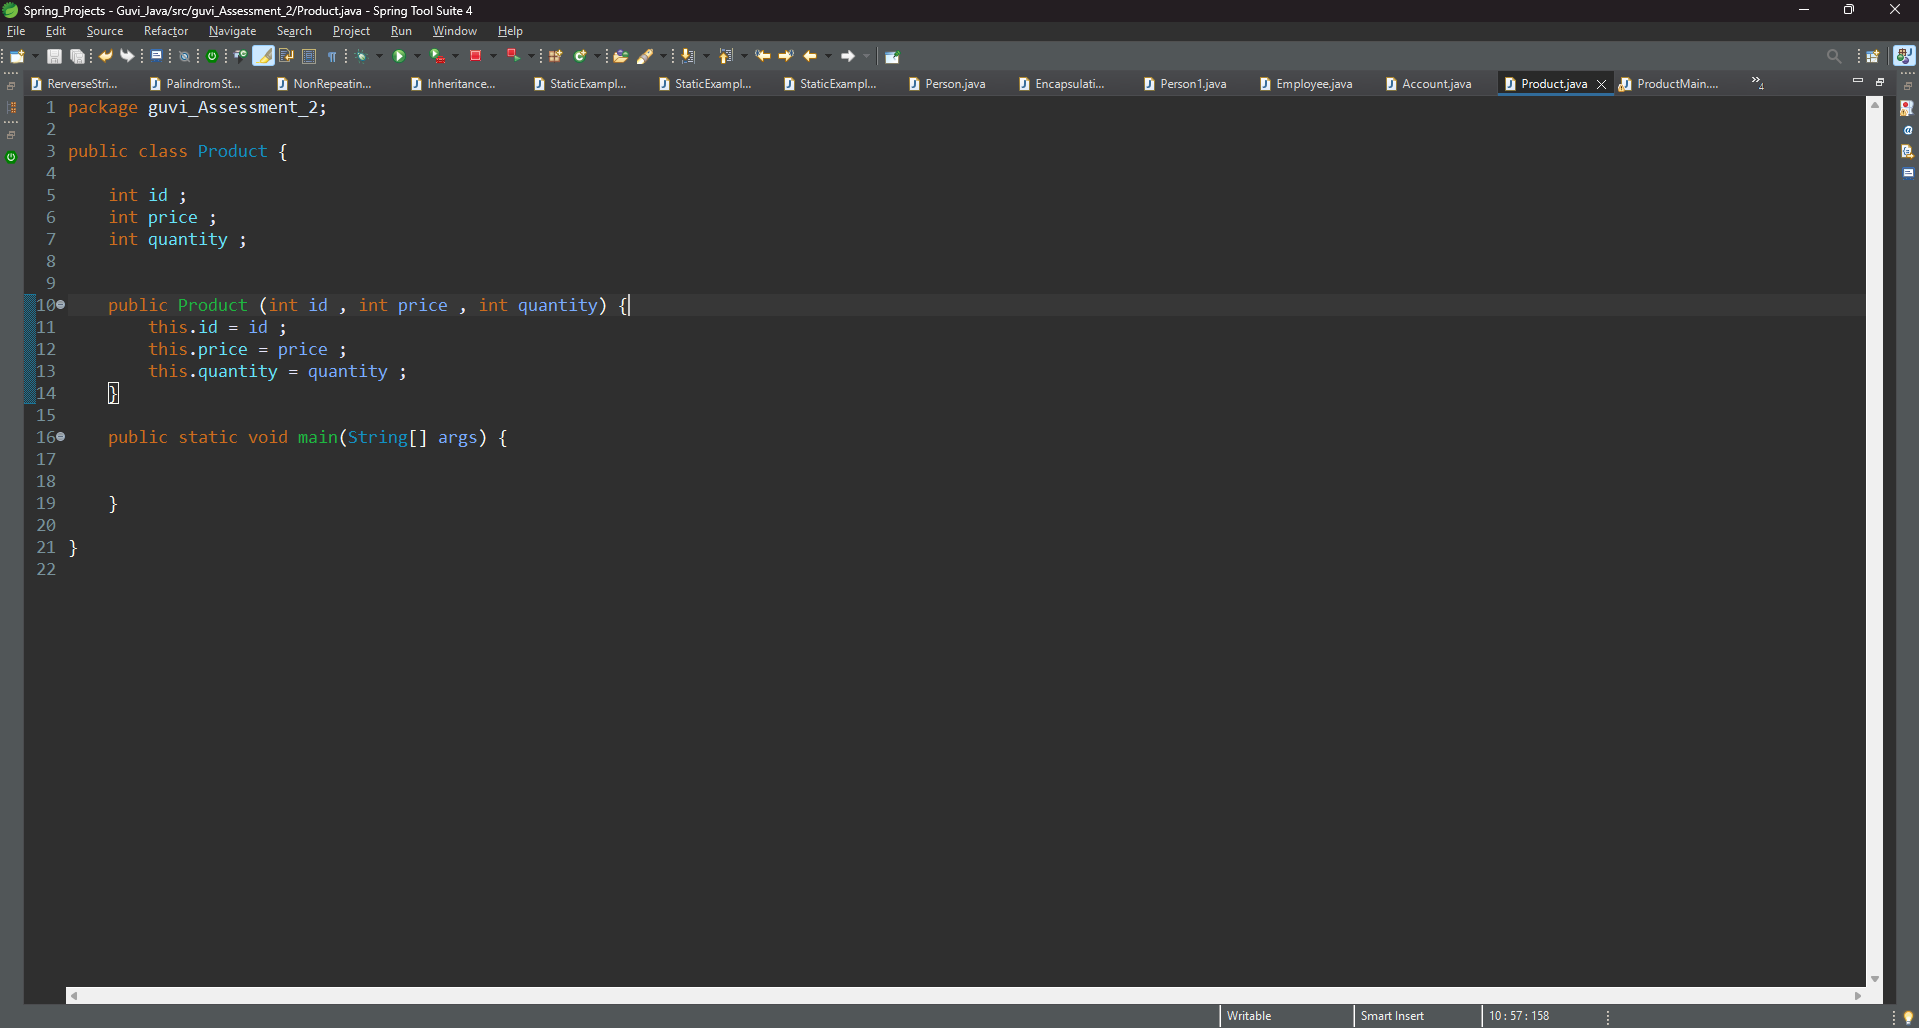 Spring_Projects - Guvi_Java/src/guvi_Assessment_2/Product.java - Spring Tool Suite 4
File Edit Source Refactor Navigate Search Project Run Window Help
RerverseStri... PalindromSt... NonRepeatin... Inheritance... StaticExampl... StaticExampl... StaticExampl... Person.java Encapsulati... Person1.java Employee.java Account.java Product.java ProductMain.... »4
1 package guvi_Assessment_2;
2
3 public class Product {
4
5     int id ;
6     int price ;
7     int quantity ;
8
9
10     public Product (int id , int price , int quantity) {
11         this.id = id ;
12         this.price = price ;
13         this.quantity = quantity ;
14     }
15
16     public static void main(String[] args) {
17
18
19     }
20
21 }
22
Writable Smart Insert 10 : 57 : 158